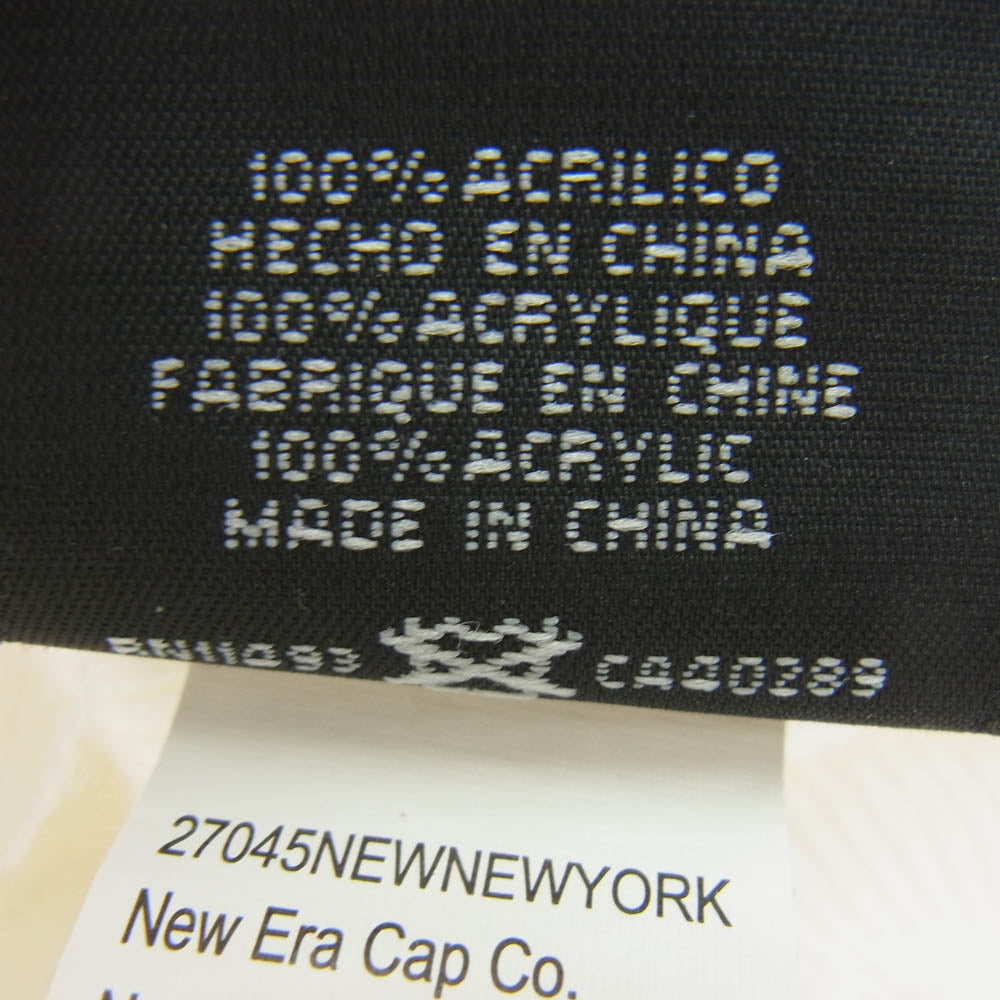 100% ACRILICO
HECHO EN CHINA
100% ACRYLIQUE
FABRIQUE EN CHINE
100% ACRYLIC
MADE IN CHINA
CA40289
27045NEWNEWYORK
New Era Cap Co.